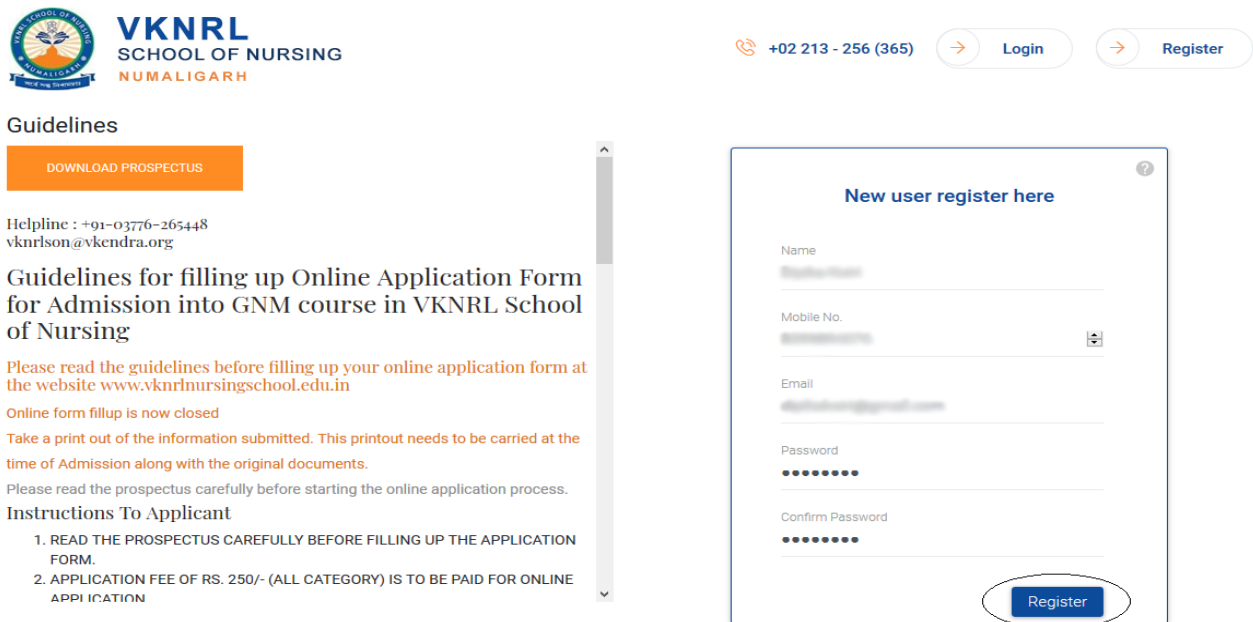 VKNRL
SCHOOL OF NURSING
NUMALIGARH
+02 213 - 256 (365)
Login
Register
Guidelines
DOWNLOAD PROSPECTUS
Helpline : +91-03776-265448
vknrlson@vkendra.org
Guidelines for filling up Online Application Form
for Admission into GNM course in VKNRL School
of Nursing
Please read the guidelines before filling up your online application form at
the website www.vknrlnursingschool.edu.in
Online form fillup is now closed
Take a print out of the information submitted. This printout needs to be carried at the
time of Admission along with the original documents.
Please read the prospectus carefully before starting the online application process.
Instructions To Applicant
1. READ THE PROSPECTUS CAREFULLY BEFORE FILLING UP THE APPLICATION
FORM.
2. APPLICATION FEE OF RS. 250/- (ALL CATEGORY) IS TO BE PAID FOR ONLINE
APPLICATION
New user register here
Name
Mobile No.
Email
Password
••••••••
Confirm Password
••••••••
Register